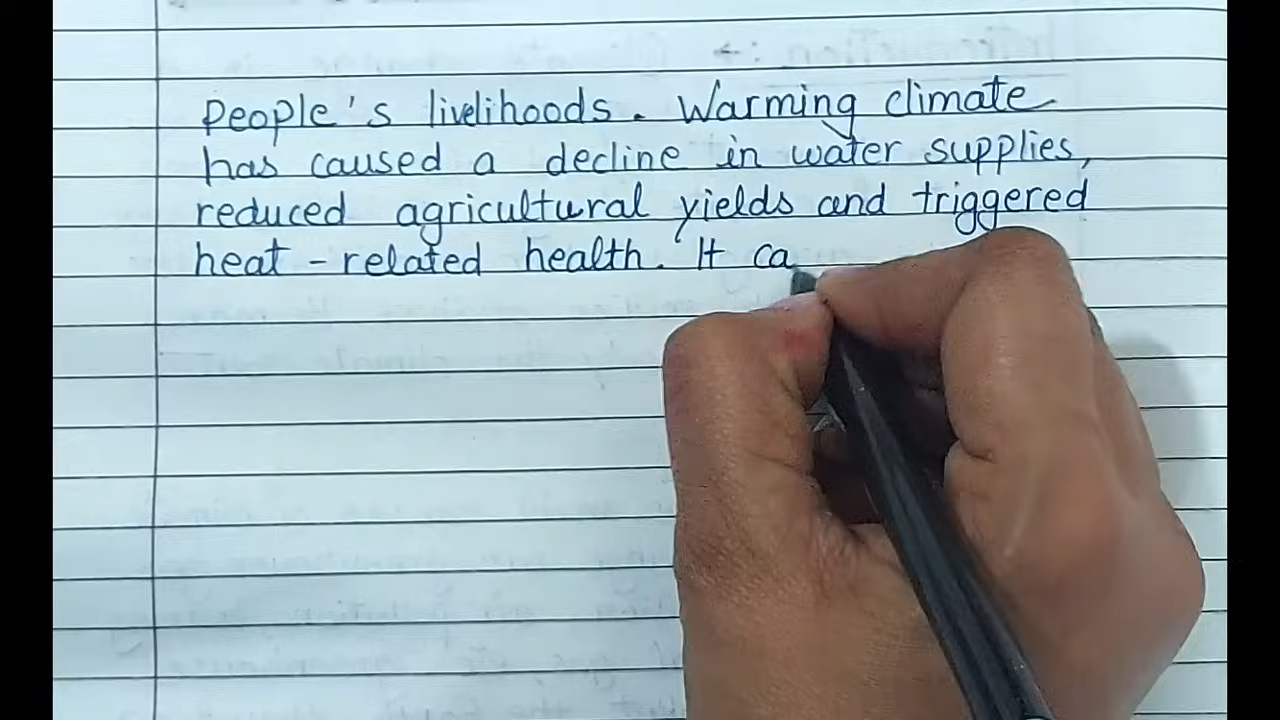 People's livelihoods. Warming climate
has caused a decline in water supplies,
reduced agricultural yields and triggered
heat-related health. It ca